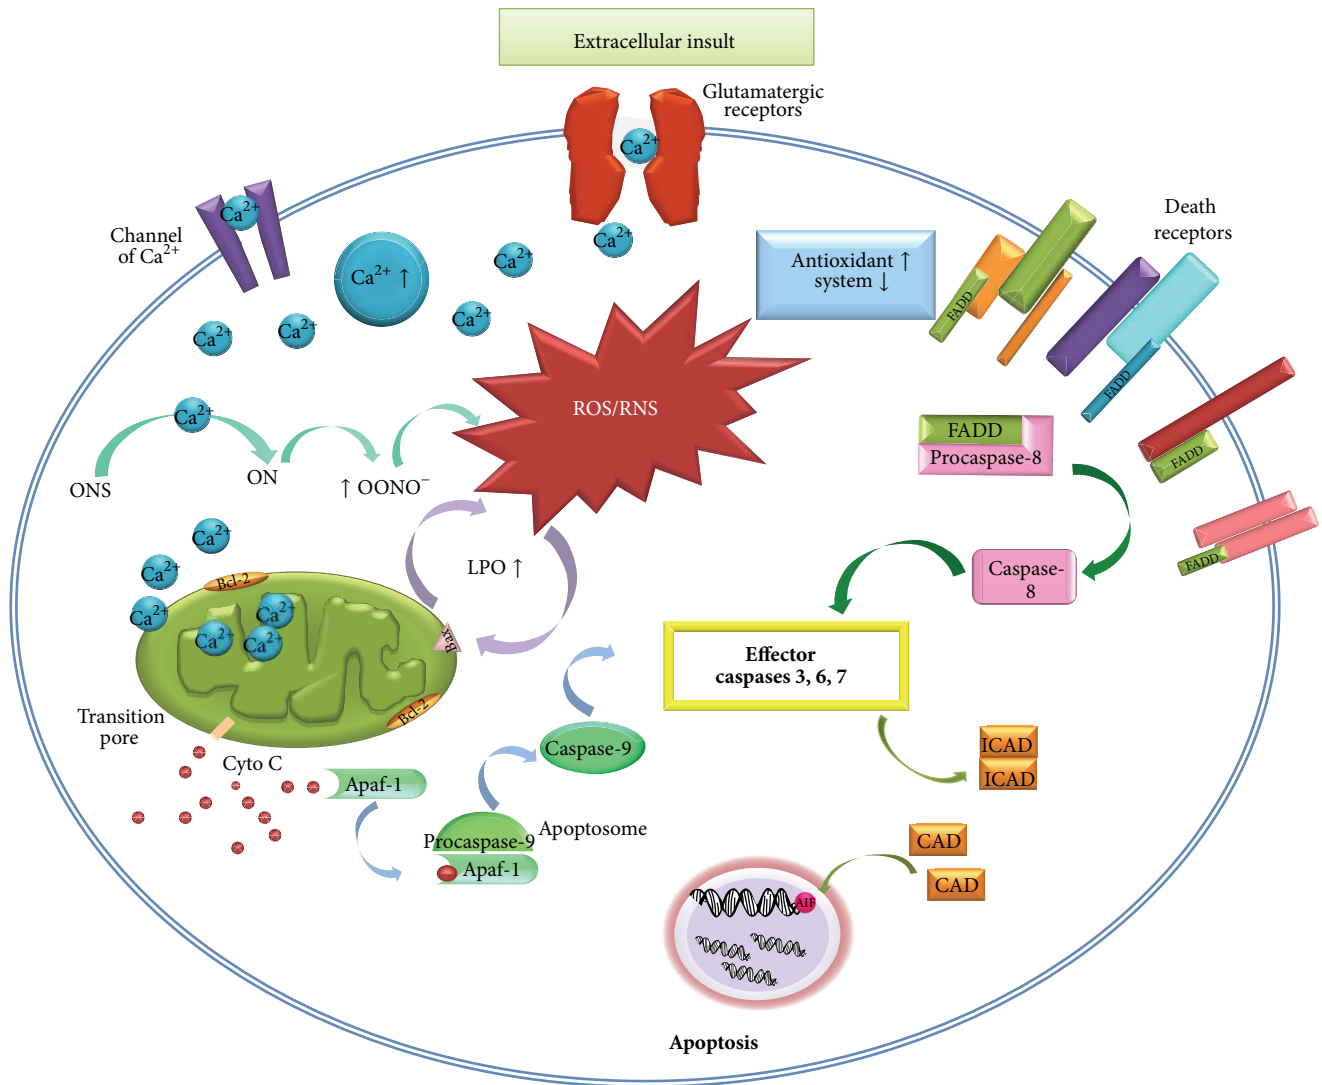 Extracellular insult
Glutamatergic
receptors
Ca2+
Ca2+
Channel
of Ca2+
Ca2+
Ca2+ ↑
Ca2+
Ca2+
Ca2+
Ca2+
Antioxidant ↑
system ↓
Death
receptors
FADD
FADD
FADD
FADD
ROS/RNS
Ca2+
ONS
ON
↑ OONO−
FADD
Procaspase-8
Caspase-
8
LPO ↑
Ca2+
Ca2+
Ca2+
Bcl-2
Ca2+
Ca2+
Ca2+
Bax
Bcl-2
Effector
caspases 3, 6, 7
Transition
pore
Cyto C
Apaf-1
Caspase-9
Procaspase-9
Apoptosome
Apaf-1
ICAD
ICAD
CAD
CAD
AIF
Apoptosis